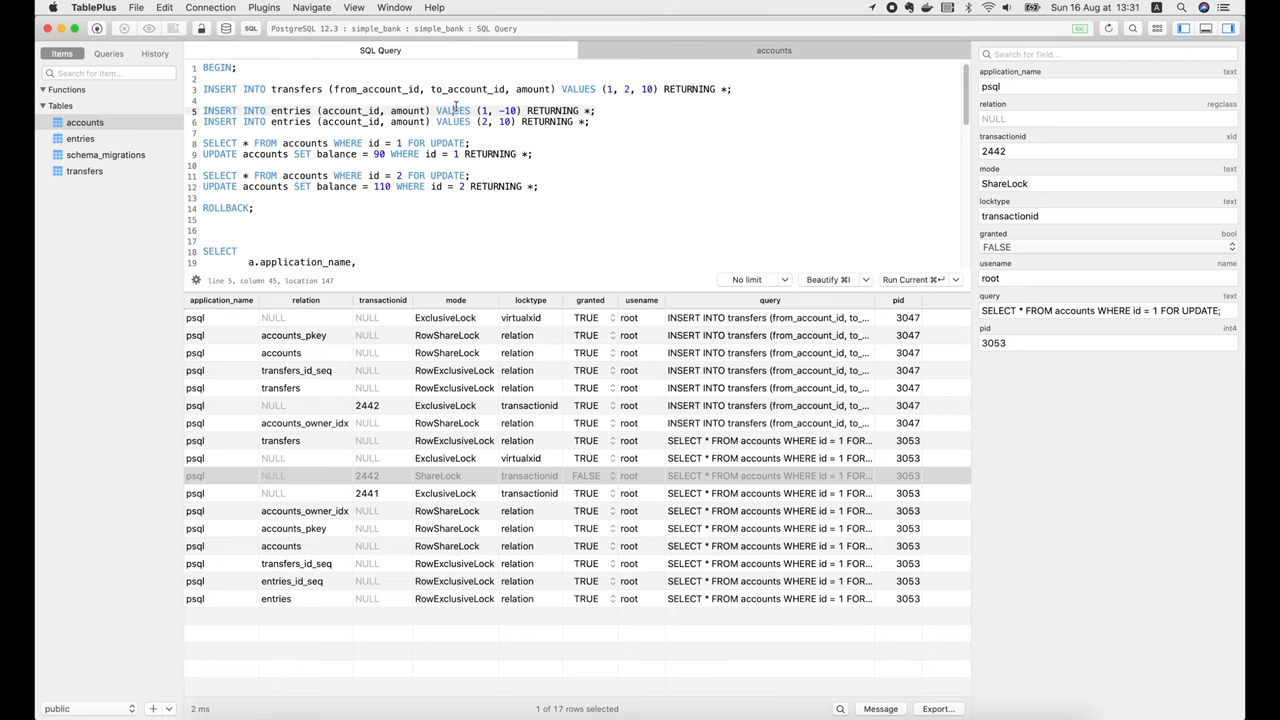 TablePlus File Edit Connection Plugins Navigate View Window Help Sun 16 Aug at 13:31
SQL PostgreSQL 12.3 : simple_bank : simple_bank : SQL Query loc
Items Queries History
Search for item...
Functions
Tables
accounts
entries
schema_migrations
transfers
public
SQL Query accounts
1 BEGIN;
2
3 INSERT INTO transfers (from_account_id, to_account_id, amount) VALUES (1, 2, 10) RETURNING *;
4
5 INSERT INTO entries (account_id, amount) VALUES (1, -10) RETURNING *;
6 INSERT INTO entries (account_id, amount) VALUES (2, 10) RETURNING *;
7
8 SELECT * FROM accounts WHERE id = 1 FOR UPDATE;
9 UPDATE accounts SET balance = 90 WHERE id = 1 RETURNING *;
10
11 SELECT * FROM accounts WHERE id = 2 FOR UPDATE;
12 UPDATE accounts SET balance = 110 WHERE id = 2 RETURNING *;
13
14 ROLLBACK;
15
16
17
18 SELECT
19 a.application_name,
line 5, column 45, location 147 No limit Beautify ⌘I Run Current ⌘↩
application_name relation transactionid mode locktype granted usename query pid
psql NULL NULL ExclusiveLock virtualxid TRUE root INSERT INTO transfers (from_account_id, to_... 3047
psql accounts_pkey NULL RowShareLock relation TRUE root INSERT INTO transfers (from_account_id, to_... 3047
psql accounts NULL RowShareLock relation TRUE root INSERT INTO transfers (from_account_id, to_... 3047
psql transfers_id_seq NULL RowExclusiveLock relation TRUE root INSERT INTO transfers (from_account_id, to_... 3047
psql transfers NULL RowExclusiveLock relation TRUE root INSERT INTO transfers (from_account_id, to_... 3047
psql NULL 2442 ExclusiveLock transactionid TRUE root INSERT INTO transfers (from_account_id, to_... 3047
psql accounts_owner_idx NULL RowShareLock relation TRUE root INSERT INTO transfers (from_account_id, to_... 3047
psql transfers NULL RowExclusiveLock relation TRUE root SELECT * FROM accounts WHERE id = 1 FOR... 3053
psql NULL NULL ExclusiveLock virtualxid TRUE root SELECT * FROM accounts WHERE id = 1 FOR... 3053
psql NULL 2442 ShareLock transactionid FALSE root SELECT * FROM accounts WHERE id = 1 FOR... 3053
psql NULL 2441 ExclusiveLock transactionid TRUE root SELECT * FROM accounts WHERE id = 1 FOR... 3053
psql accounts_owner_idx NULL RowShareLock relation TRUE root SELECT * FROM accounts WHERE id = 1 FOR... 3053
psql accounts_pkey NULL RowShareLock relation TRUE root SELECT * FROM accounts WHERE id = 1 FOR... 3053
psql accounts NULL RowShareLock relation TRUE root SELECT * FROM accounts WHERE id = 1 FOR... 3053
psql transfers_id_seq NULL RowExclusiveLock relation TRUE root SELECT * FROM accounts WHERE id = 1 FOR... 3053
psql entries_id_seq NULL RowExclusiveLock relation TRUE root SELECT * FROM accounts WHERE id = 1 FOR... 3053
psql entries NULL RowExclusiveLock relation TRUE root SELECT * FROM accounts WHERE id = 1 FOR... 3053
2 ms 1 of 17 rows selected Message Export...
Search for field...
application_name text
psql
relation regclass
NULL
transactionid xid
2442
mode text
ShareLock
locktype text
transactionid
granted bool
FALSE
usename name
root
query text
SELECT * FROM accounts WHERE id = 1 FOR UPDATE;
pid int4
3053